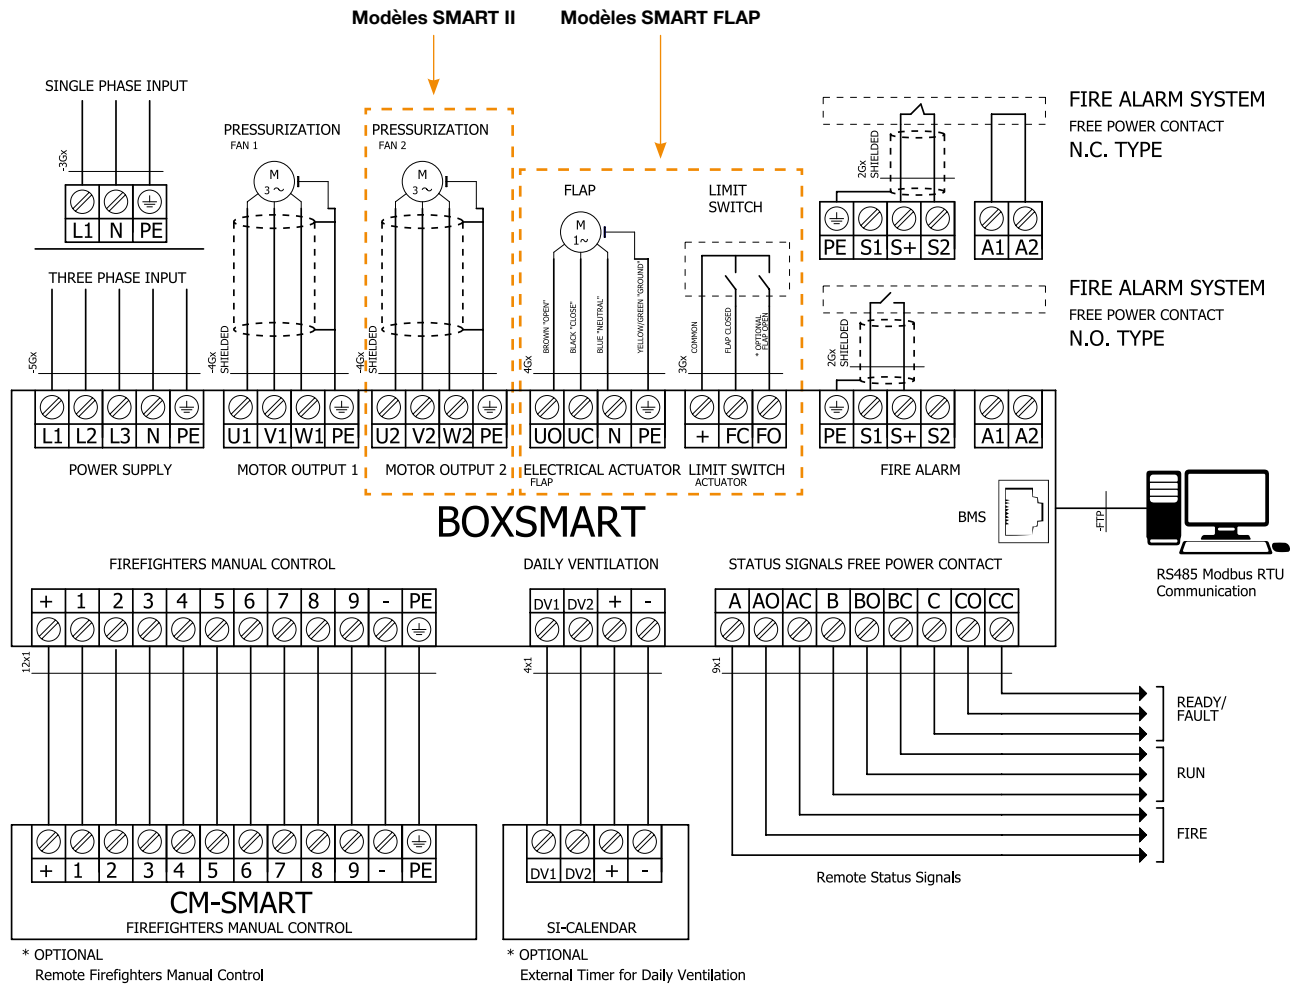 Modèles SMART II
Modèles SMART FLAP
SINGLE PHASE INPUT
-3Gx
L1 N PE
THREE PHASE INPUT
-5Gx
L1 L2 L3 N PE
POWER SUPPLY
PRESSURIZATION
FAN 1
M
3 ~
-4Gx
SHIELDED
U1 V1 W1 PE
MOTOR OUTPUT 1
PRESSURIZATION
FAN 2
M
3 ~
-4Gx
SHIELDED
U2 V2 W2 PE
MOTOR OUTPUT 2
FLAP
M
1~
4Gx
BROWN "OPEN"
BLACK "CLOSE"
BLUE "NEUTRAL"
YELLOW/GREEN "GROUND"
UO UC N PE
ELECTRICAL ACTUATOR
FLAP
LIMIT
SWITCH
3Gx
COMMON
FLAP CLOSED
* OPTIONAL
FLAP OPEN
+ FC FO
LIMIT SWITCH
ACTUATOR
2Gx
SHIELDED
PE S1 S+ S2
A1 A2
FIRE ALARM SYSTEM
FREE POWER CONTACT
N.C. TYPE
2Gx
SHIELDED
FIRE ALARM SYSTEM
FREE POWER CONTACT
N.O. TYPE
PE S1 S+ S2
A1 A2
FIRE ALARM
BOXSMART
BMS
-FTP
RS485 Modbus RTU
Communication
FIREFIGHTERS MANUAL CONTROL
+ 1 2 3 4 5 6 7 8 9 - PE
12x1
DAILY VENTILATION
DV1 DV2 + -
4x1
STATUS SIGNALS FREE POWER CONTACT
A AO AC B BO BC C CO CC
9x1
READY/
FAULT
RUN
FIRE
Remote Status Signals
+ 1 2 3 4 5 6 7 8 9 - PE
CM-SMART
FIREFIGHTERS MANUAL CONTROL
* OPTIONAL
Remote Firefighters Manual Control
DV1 DV2 + -
SI-CALENDAR
* OPTIONAL
External Timer for Daily Ventilation